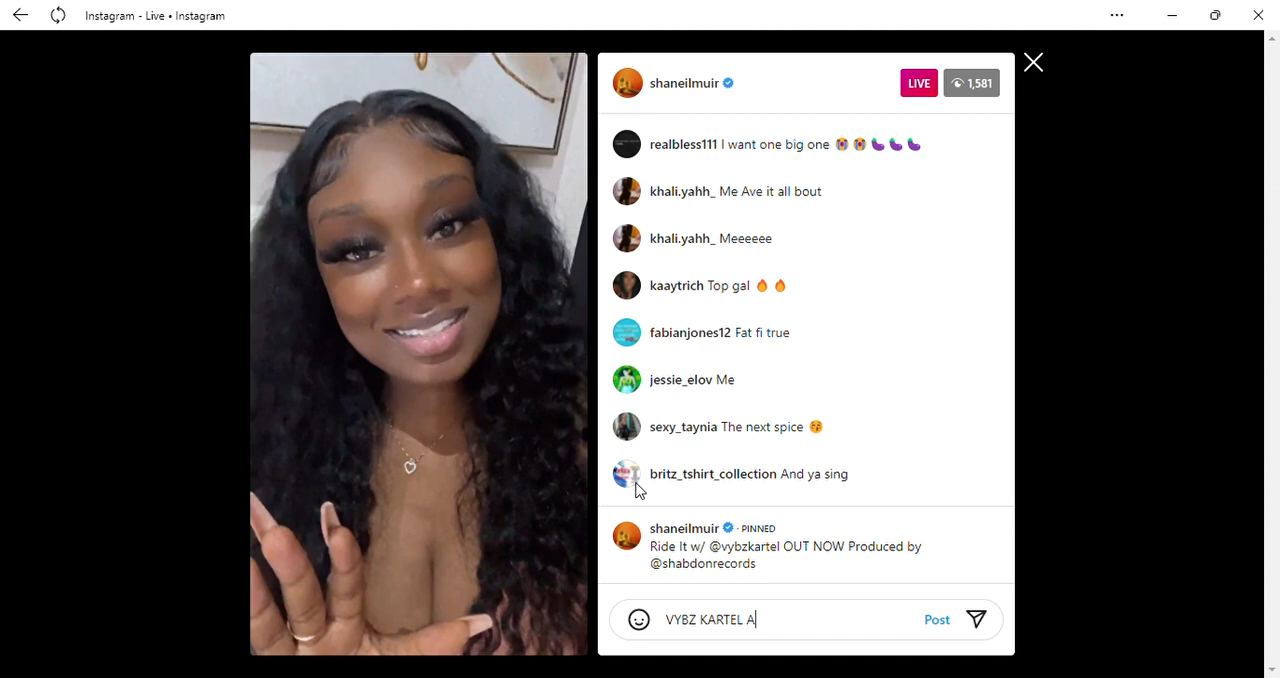 Instagram - Live • Instagram
shaneilmuir
LIVE
1,581
realbless111 I want one big one 😭 😭 🍆 🍆 🍆
khali.yahh_ Me Ave it all bout
khali.yahh_ Meeeeee
kaaytrich Top gal 🔥 🔥
fabianjones12 Fat fi true
jessie_elov Me
sexy_taynia The next spice 😚
britz_tshirt_collection And ya sing
shaneilmuir · PINNED
Ride It w/ @vybzkartel OUT NOW Produced by
@shabdonrecords
VYBZ KARTEL A
Post